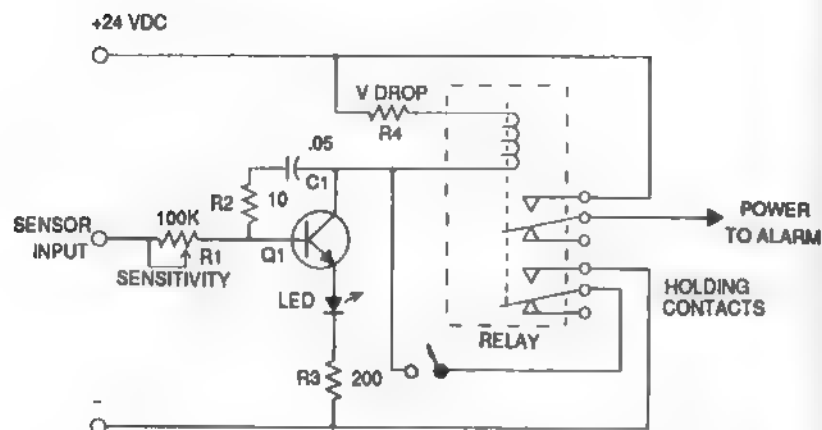 +24 VDC
V DROP
R4
.05
C1
R2
10
SENSOR
INPUT
100K
R1
SENSITIVITY
Q1
LED
R3
200
RELAY
POWER
TO ALARM
HOLDING
CONTACTS
-